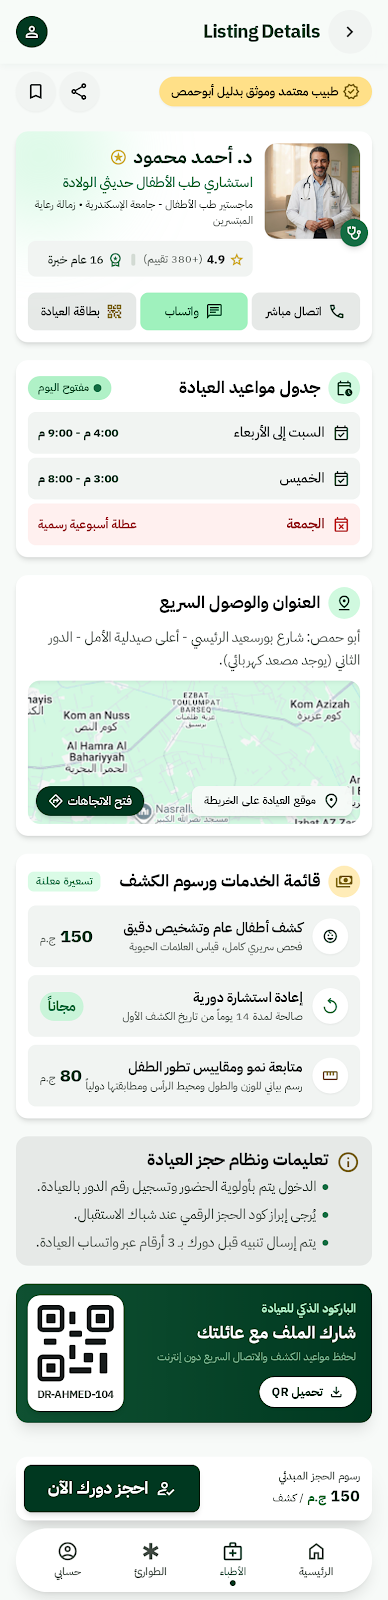 Listing Details
طبيب معتمد وموثق بدليل أبوحمص
د. أحمد محمود
استشاري طب الأطفال حديثي الولادة
ماجستير طب الأطفال - جامعة الإسكندرية • زمالة رعاية
المبتسرين
4.9 (+380 تقييم)
16 عام خبرة
اتصال مباشر
واتساب
بطاقة العيادة
جدول مواعيد العيادة
مفتوح اليوم
السبت إلى الأربعاء
4:00 م - 9:00 م
الخميس
3:00 م - 8:00 م
الجمعة
عطلة أسبوعية رسمية
العنوان والوصول السريع
أبو حمص: شارع بورسعيد الرئيسي - أعلى صيدلية الأمل - الدور
الثاني (يوجد مصعد كهربائي).
EZBAT
TOULUMPAT
BARSEQ
عزبة طلمبات
برسيق
Kom an Nuss
كوم النص
Kom Azizah
كوم عزيزة
Al Hamra Al
Bahariyyah
الحمرا البحرية
موقع العيادة على الخريطة
فتح الاتجاهات
مسجد نصرالله الكبير
قائمة الخدمات ورسوم الكشف
تسعيرة معلنة
كشف أطفال عام وتشخيص دقيق
فحص سريري كامل، قياس العلامات الحيوية
150 ج.م
إعادة استشارة دورية
صالحة لمدة 14 يوماً من تاريخ الكشف الأول
مجاناً
متابعة نمو ومقاييس تطور الطفل
رسم بياني للوزن والطول ومحيط الرأس ومطابقتها دولياً
80 ج.م
تعليمات ونظام حجز العيادة
الدخول يتم بأولوية الحضور وتسجيل رقم الدور بالعيادة.
يُرجى إبراز كود الحجز الرقمي عند شباك الاستقبال.
يتم إرسال تنبيه قبل دورك بـ 3 أرقام عبر واتساب العيادة.
الباركود الذكي للعيادة
شارك الملف مع عائلتك
لحفظ مواعيد الكشف والاتصال السريع دون إنترنت
تحميل QR
DR-AHMED-104
رسوم الحجز المبدئي
150 ج.م / كشف
احجز دورك الآن
الرئيسية
الأطباء
الطوارئ
حسابي